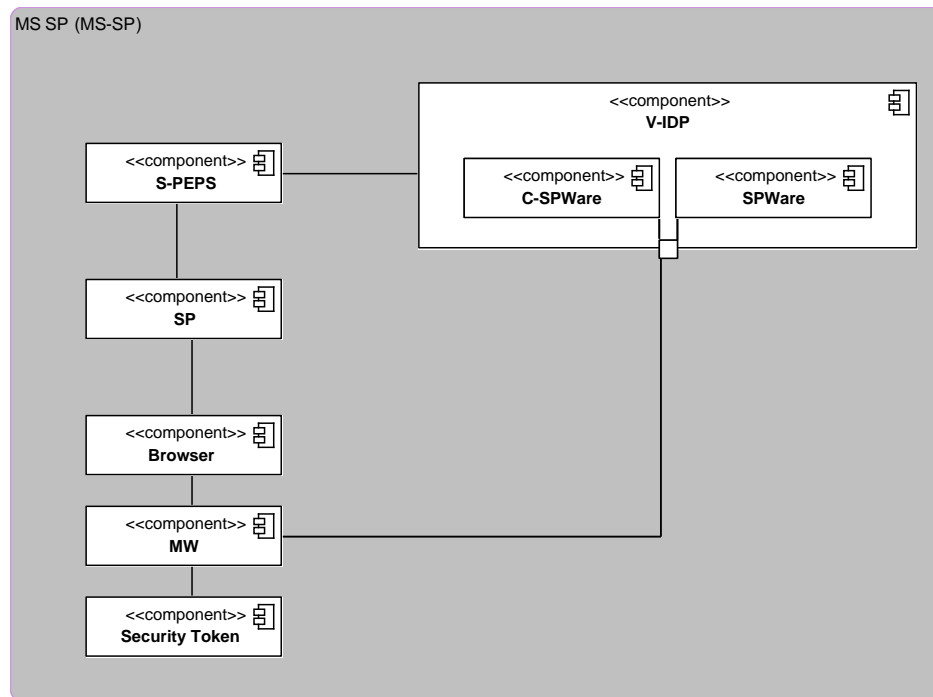 MS SP (MS-SP)
<<component>>
V-IDP
<<component>>
S-PEPS
<<component>>
C-SPWare
<<component>>
SPWare
<<component>>
SP
<<component>>
Browser
<<component>>
MW
<<component>>
Security Token